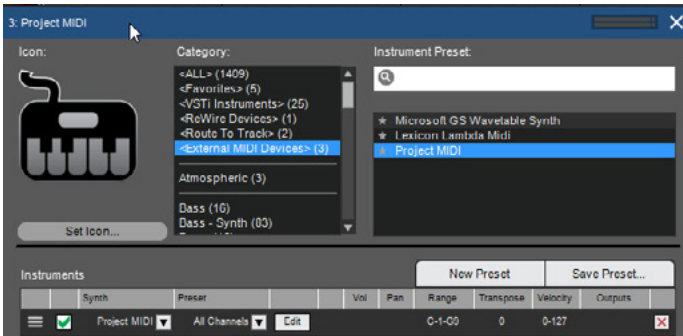 3: Project MIDI
Icon:
Category:
Instrument Preset:
<ALL> (1409)
<Favorites> (5)
<VSTi Instruments> (25)
<ReWire Devices> (1)
<Route To Track> (2)
<External MIDI Devices> (3)
Atmospheric (3)
Bass (16)
Bass - Synth (83)
Microsoft GS Wavetable Synth
Lexicon Lambda Midi
Project MIDI
Set Icon...
Instruments
New Preset
Save Preset...
Synth Preset Vol Pan Range Transpose Velocity Outputs
Project MIDI All Channels Edit C-1-G9 0 0-127